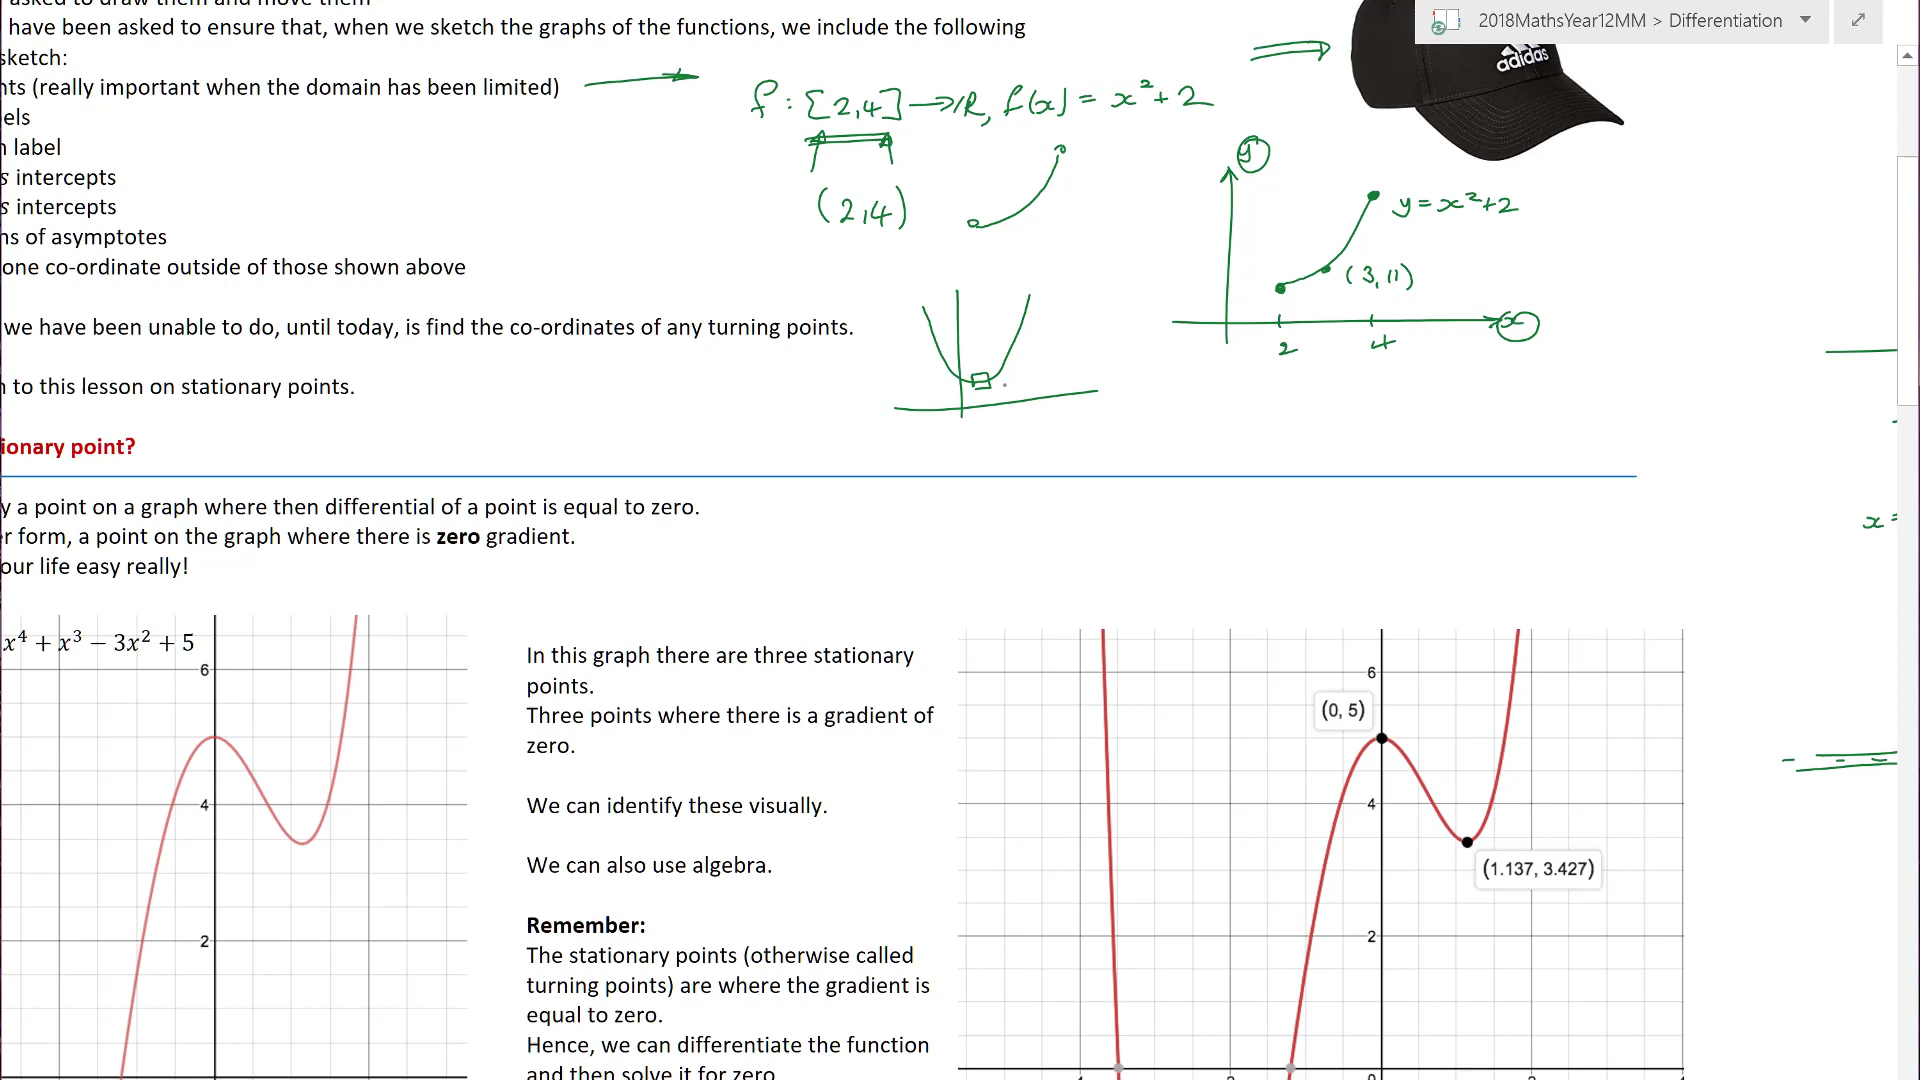 asked to draw them and move them
have been asked to ensure that, when we sketch the graphs of the functions, we include the following
sketch:
nts (really important when the domain has been limited)
els
n label
s intercepts
s intercepts
ns of asymptotes
one co-ordinate outside of those shown above
we have been unable to do, until today, is find the co-ordinates of any turning points.
n to this lesson on stationary points.
ionary point?
y a point on a graph where then differential of a point is equal to zero.
r form, a point on the graph where there is zero gradient.
our life easy really!
2018MathsYear12MM > Differentiation
adidas
f : [2,4] → R, f(x) = x² + 2
(2,4)
y
y = x²+2
(3, 11)
x
2 4
x =
x⁴ + x³ − 3x² + 5
6
4
2
In this graph there are three stationary
points.
Three points where there is a gradient of
zero.
We can identify these visually.
We can also use algebra.
Remember:
The stationary points (otherwise called
turning points) are where the gradient is
equal to zero.
Hence, we can differentiate the function
and then solve it for zero
6
(0, 5)
4
(1.137, 3.427)
2